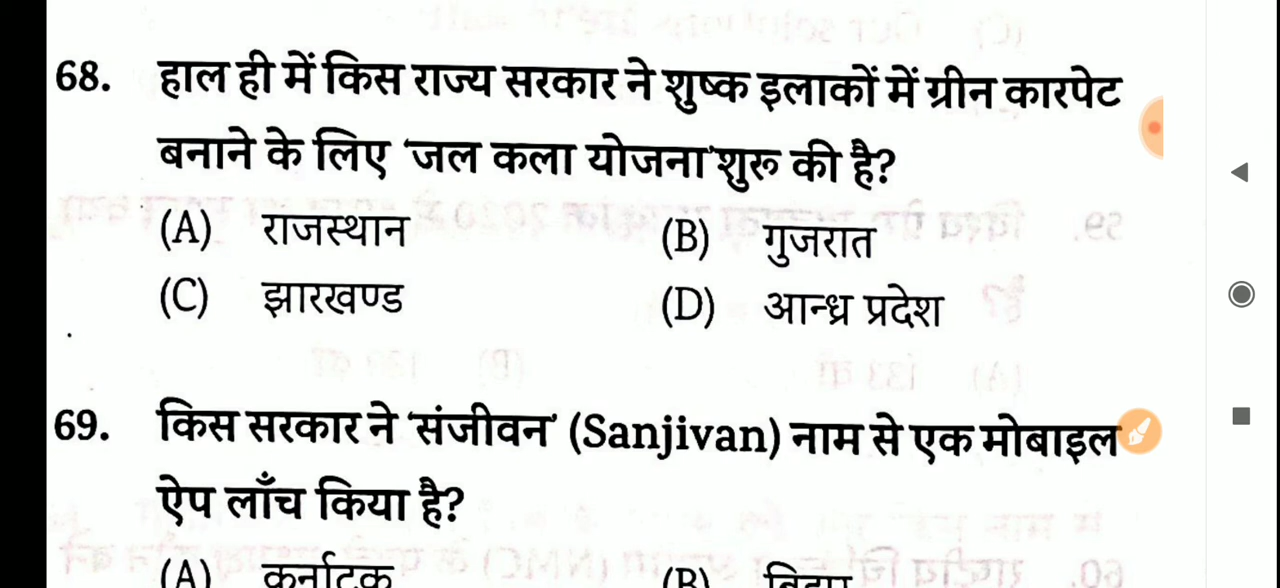 68. हाल ही में किस राज्य सरकार ने शुष्क इलाकों में ग्रीन कारपेट
बनाने के लिए 'जल कला योजना' शुरू की है?
(A) राजस्थान (B) गुजरात
(C) झारखण्ड (D) आन्ध्र प्रदेश
69. किस सरकार ने 'संजीवन' (Sanjivan) नाम से एक मोबाइल
ऐप लाँच किया है?
(A) कर्नाटक (B) बिहार